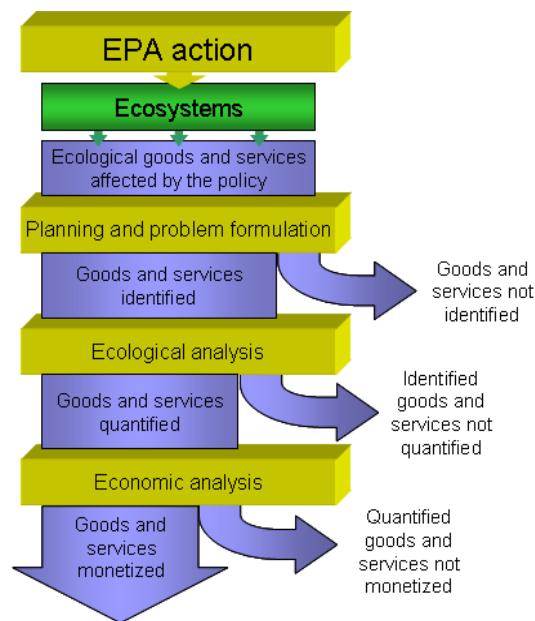 EPA action
Ecosystems
Ecological goods and services
affected by the policy
Planning and problem formulation
Goods and services
identified
Goods and
services not
identified
Ecological analysis
Goods and services
quantified
Identified
goods and
services not
quantified
Economic analysis
Goods and
services
monetized
Quantified
goods and
services not
monetized